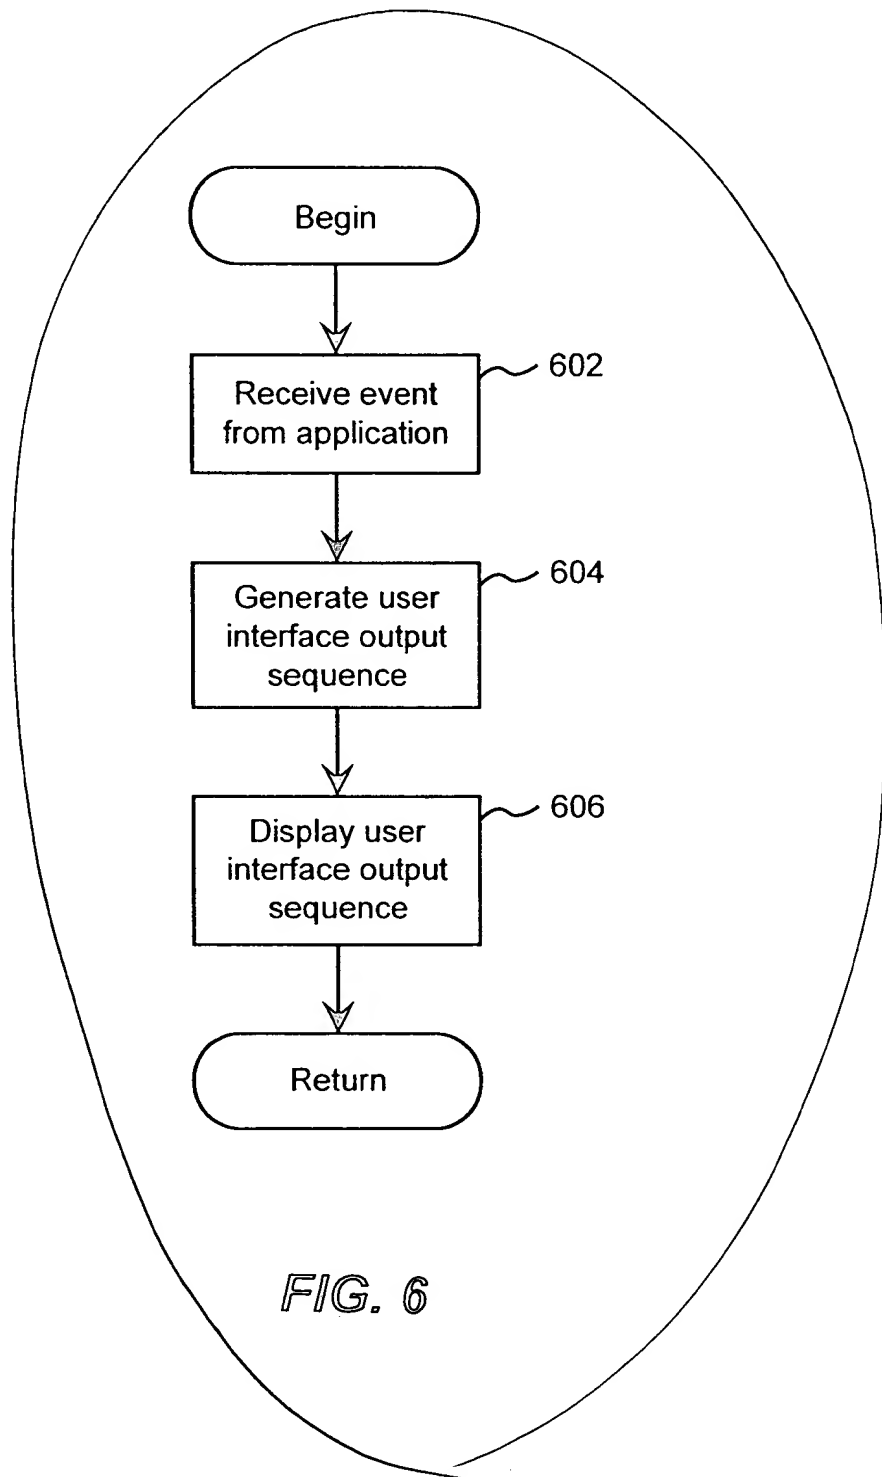 Begin
602
Receive event
from application
604
Generate user
interface output
sequence
606
Display user
interface output
sequence
Return
FIG. 6